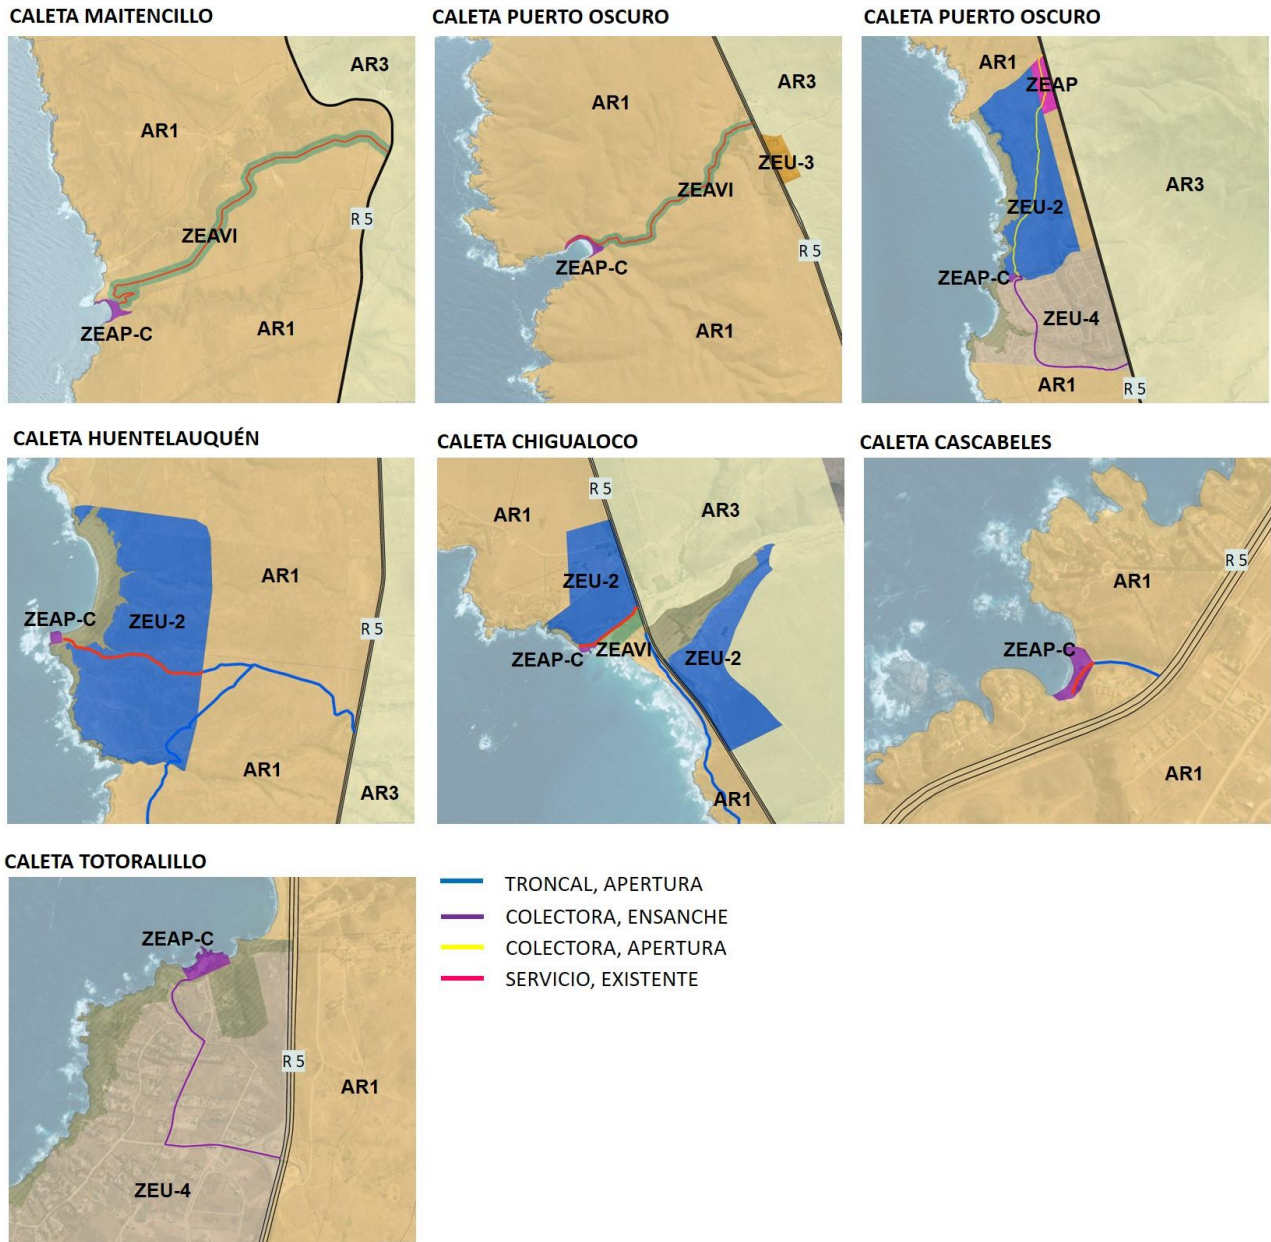 CALETA MAITENCILLO
AR3
AR1
R 5
ZEAVI
AR1
ZEAP-C
CALETA PUERTO OSCURO
AR3
AR1
ZEU-3
ZEAVI
R 5
ZEAP-C
AR1
CALETA PUERTO OSCURO
AR1
ZEAP
AR3
ZEU-2
ZEAP-C
ZEU-4
AR1
R 5
CALETA HUENTELAUQUÉN
AR1
ZEAP-C
ZEU-2
R 5
AR1
AR3
CALETA CHIGUALOCO
R 5
AR1
AR3
ZEU-2
ZEAP-C
ZEAVI
ZEU-2
AR1
CALETA CASCABELES
R 5
AR1
ZEAP-C
AR1
CALETA TOTORALILLO
ZEAP-C
R 5
AR1
ZEU-4
TRONCAL, APERTURA
COLECTORA, ENSANCHE
COLECTORA, APERTURA
SERVICIO, EXISTENTE